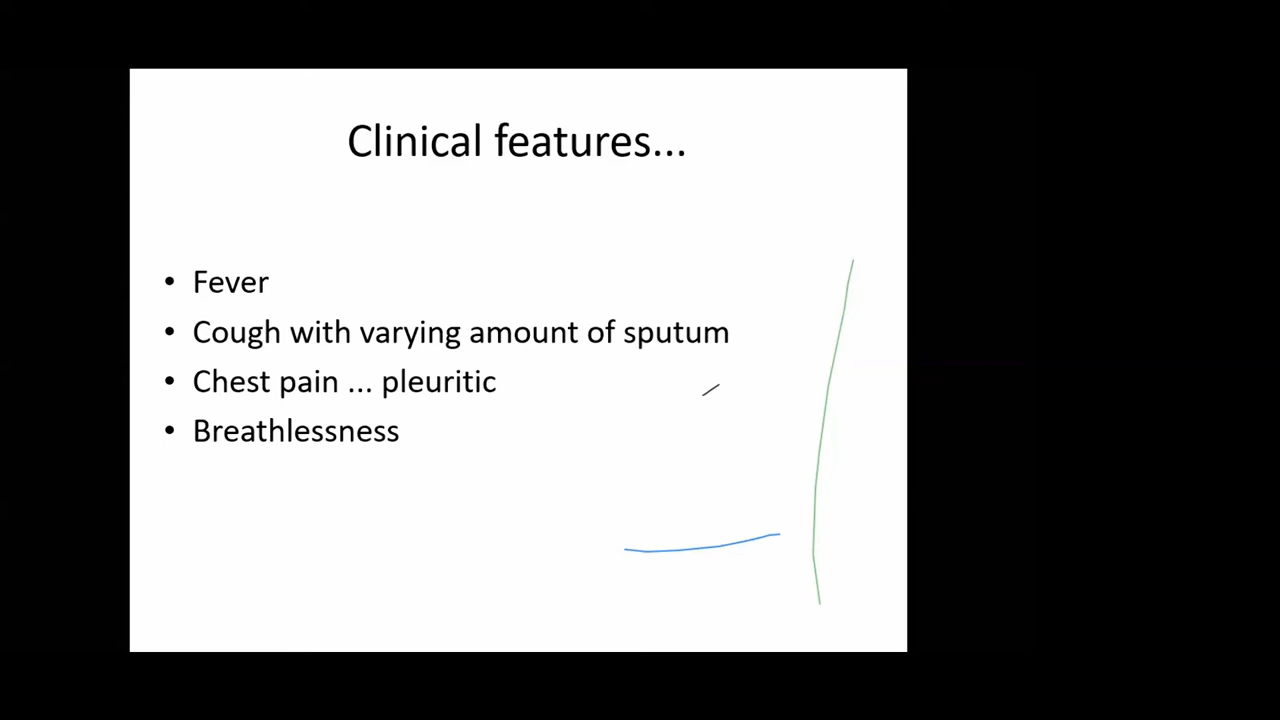 Clinical features...
• Fever
• Cough with varying amount of sputum
• Chest pain ... pleuritic
• Breathlessness